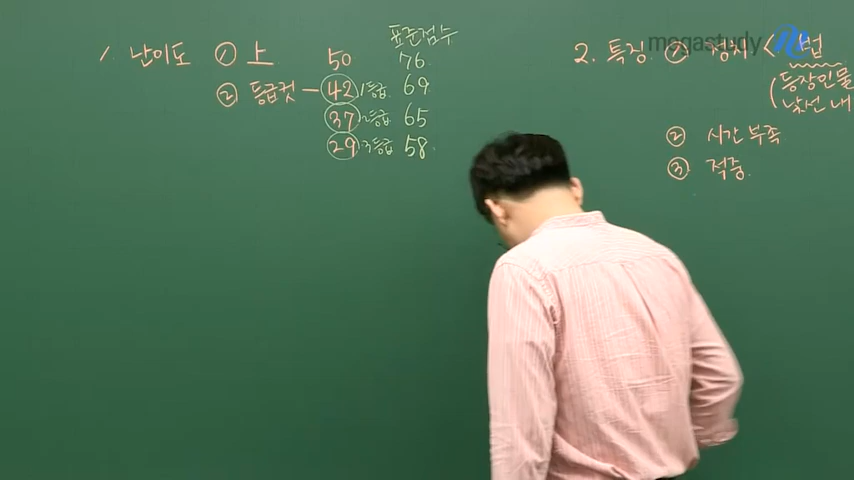 표준점수
1. 난이도 ① 上 50 76
② 등급컷 - 42 1등급 69
37 2등급 65
29 3등급 58
megastudy
2. 특징 ① 정치 < 법
(등장인물
낯선 내
② 시간 부족
③ 적중